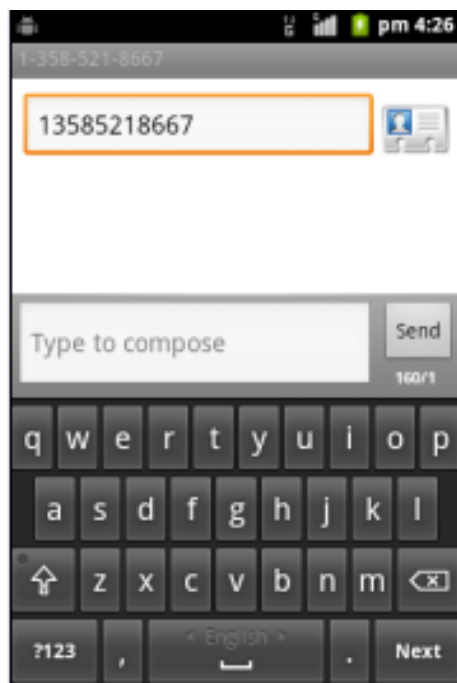 pm 4:26
1-358-521-8667
13585218667
Type to compose
Send
160/1
q w e r t y u i o p
a s d f g h j k l
z x c v b n m
?123 , < English > . Next